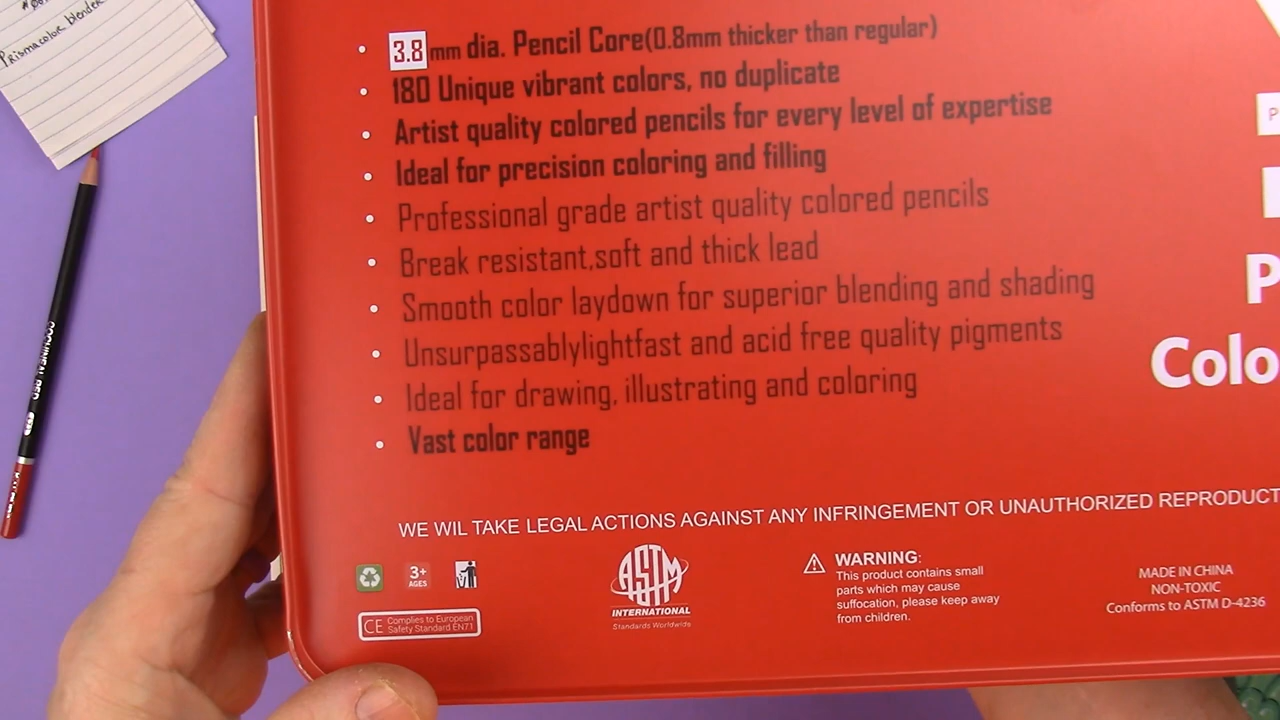 Prismacolor blender
3.8 mm dia. Pencil Core(0.8mm thicker than regular)
180 Unique vibrant colors, no duplicate
Artist quality colored pencils for every level of expertise
Ideal for precision coloring and filling
Professional grade artist quality colored pencils
Break resistant,soft and thick lead
Smooth color laydown for superior blending and shading
Unsurpassablylightfast and acid free quality pigments
Ideal for drawing, illustrating and coloring
Vast color range
P
P
Colo
WE WIL TAKE LEGAL ACTIONS AGAINST ANY INFRINGEMENT OR UNAUTHORIZED REPRODUCT
3+
AGES
CE Complies to European
Safety Standard EN71
ASTM
INTERNATIONAL
Standards Worldwide
WARNING:
This product contains small
parts which may cause
suffocation, please keep away
from children.
MADE IN CHINA
NON-TOXIC
Conforms to ASTM D-4236